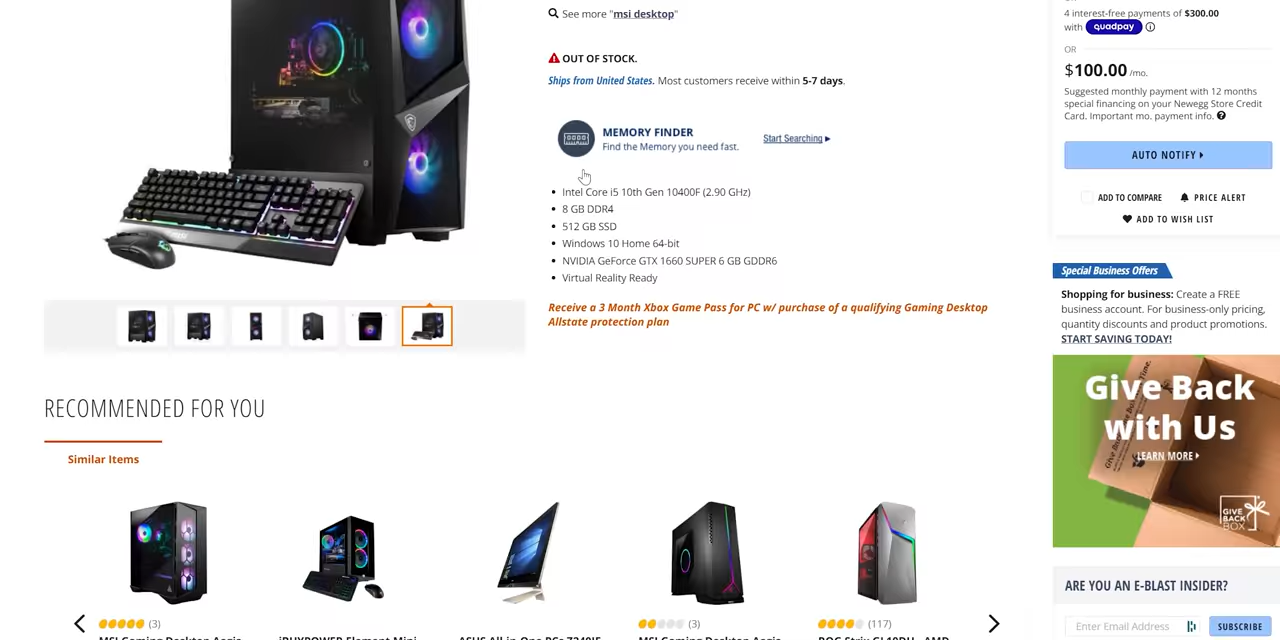 See more "msi desktop"
OUT OF STOCK.
Ships from United States. Most customers receive within 5-7 days.
MEMORY FINDER
Find the Memory you need fast.
Start Searching
Intel Core i5 10th Gen 10400F (2.90 GHz)
8 GB DDR4
512 GB SSD
Windows 10 Home 64-bit
NVIDIA GeForce GTX 1660 SUPER 6 GB GDDR6
Virtual Reality Ready
Receive a 3 Month Xbox Game Pass for PC w/ purchase of a qualifying Gaming Desktop
Allstate protection plan
4 interest-free payments of $300.00
with quadpay
OR
$100.00 /mo.
Suggested monthly payment with 12 months
special financing on your Newegg Store Credit
Card. Important mo. payment info.
AUTO NOTIFY
ADD TO COMPARE
PRICE ALERT
ADD TO WISH LIST
Special Business Offers
Shopping for business: Create a FREE
business account. For business-only pricing,
quantity discounts and product promotions.
START SAVING TODAY!
Give Back
with Us
LEARN MORE
GIVE
BACK
BOX
ARE YOU AN E-BLAST INSIDER?
Enter Email Address
SUBSCRIBE
RECOMMENDED FOR YOU
Similar Items
(3)
(3)
(117)
MSI Gaming Desktop Aegis
iBUYPOWER Element Mini
ASUS All-in-One PCs Z240IE
MSI Gaming Desktop Aegis
ROG Strix GL10DH - AMD